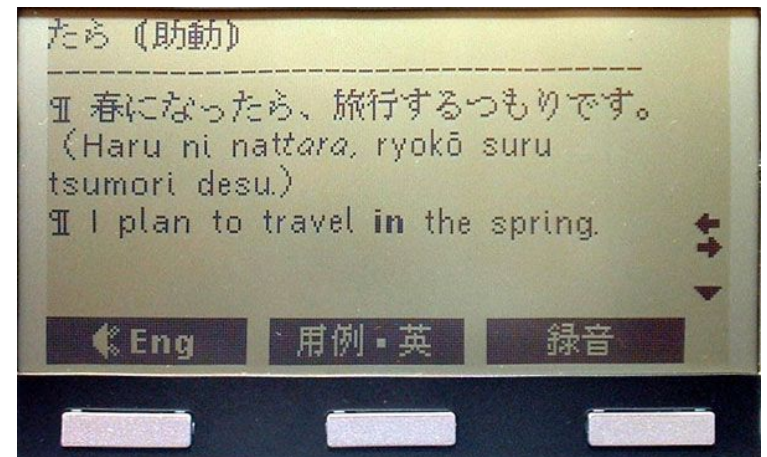 たら（助動）
¶ 春になったら、旅行するつもりです。
(Haru ni nattara, ryokō suru
tsumori desu.)
¶ I plan to travel in the spring.
Eng
用例・英
録音